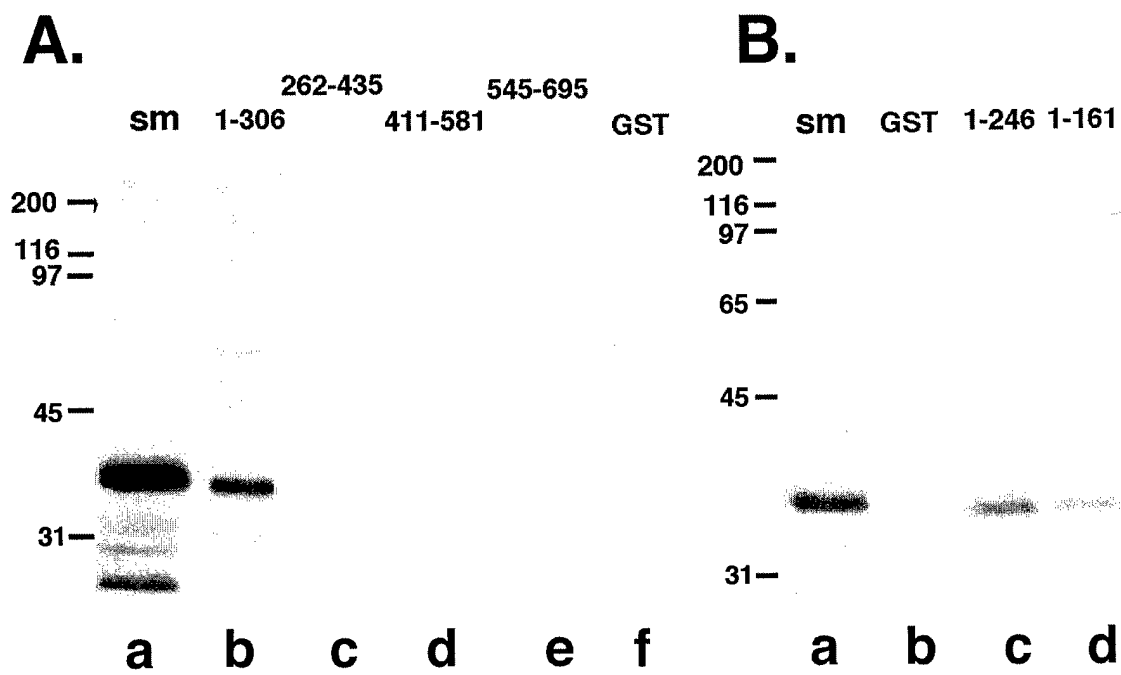 A.
262-435 545-695
sm 1-306 411-581 GST
200
116
97
45
31
a b c d e f
B.
sm GST 1-246 1-161
200
116
97
65
45
31
a b c d